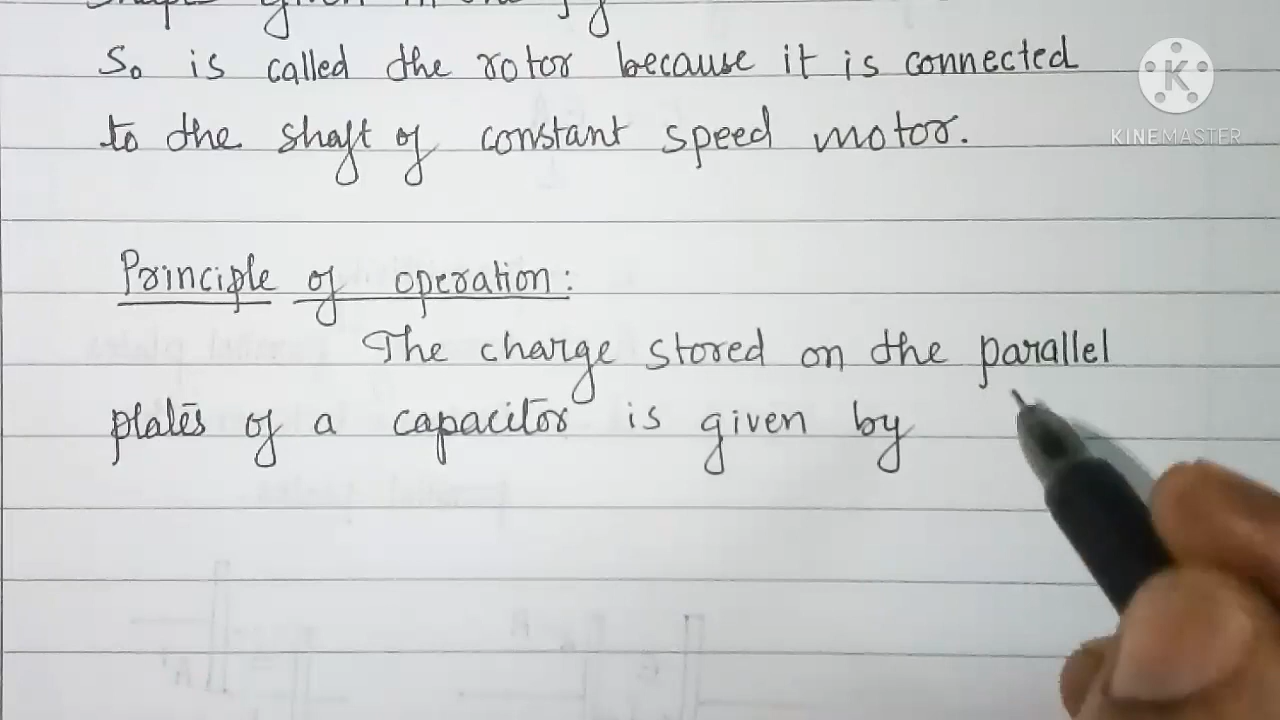 So is called the rotor because it is connected
to the shaft of constant speed motor.
Principle of operation:
The charge stored on the parallel
plates of a capacitor is given by
K
KINEMASTER